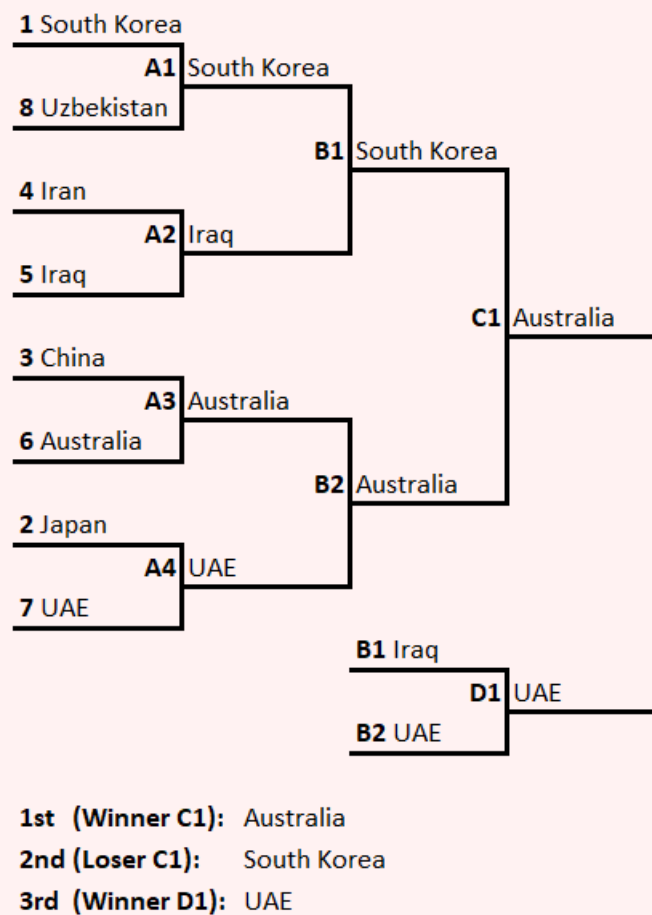 1 South Korea
A1 South Korea
8 Uzbekistan
B1 South Korea
4 Iran
A2 Iraq
5 Iraq
C1 Australia
3 China
A3 Australia
6 Australia
B2 Australia
2 Japan
A4 UAE
7 UAE
B1 Iraq
D1 UAE
B2 UAE
1st (Winner C1): Australia
2nd (Loser C1): South Korea
3rd (Winner D1): UAE